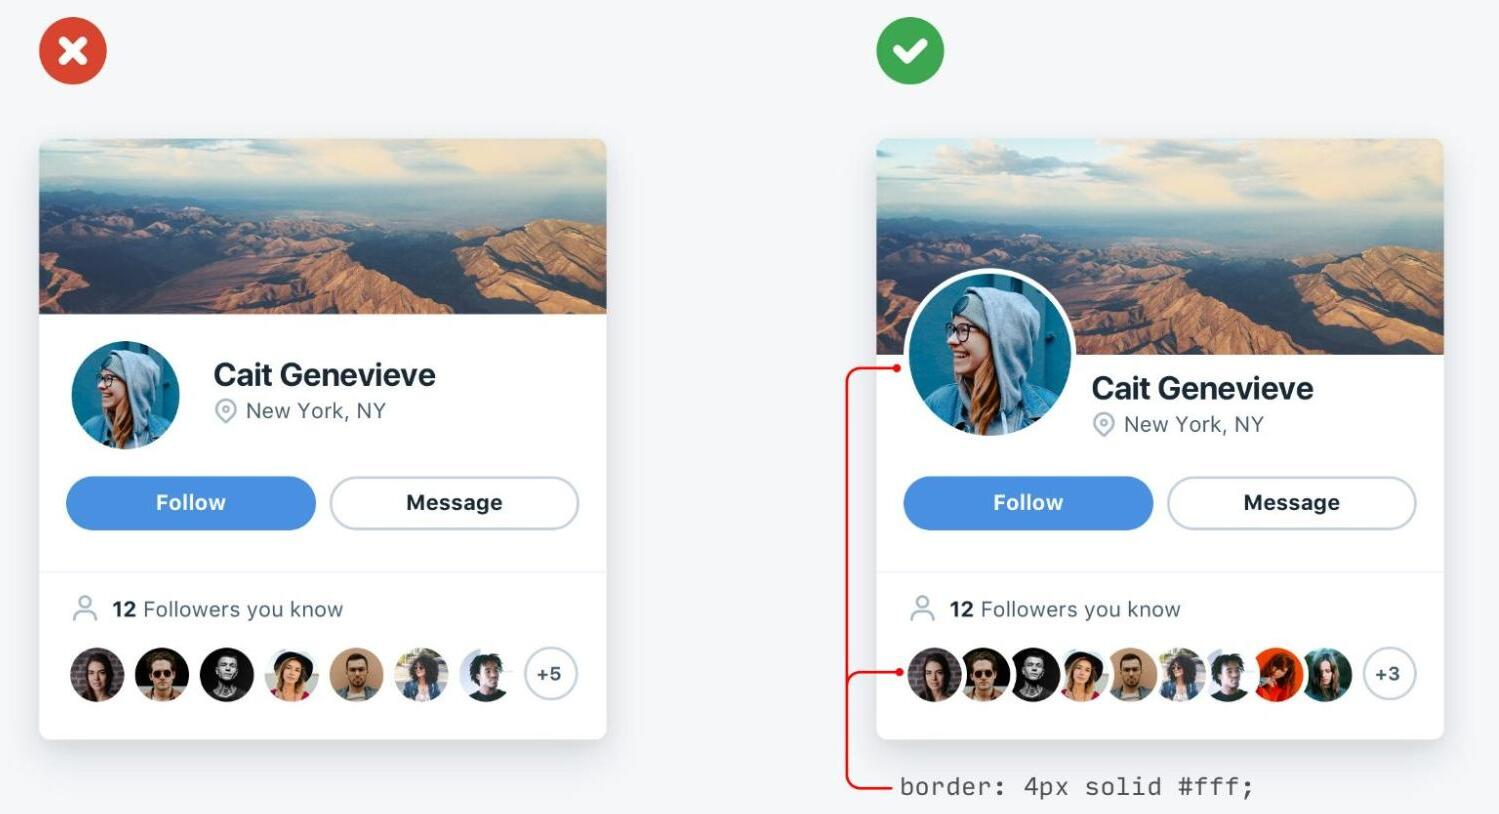 Cait Genevieve
New York, NY
Follow
Message
12 Followers you know
+5
Cait Genevieve
New York, NY
Follow
Message
12 Followers you know
+3
border: 4px solid #fff;